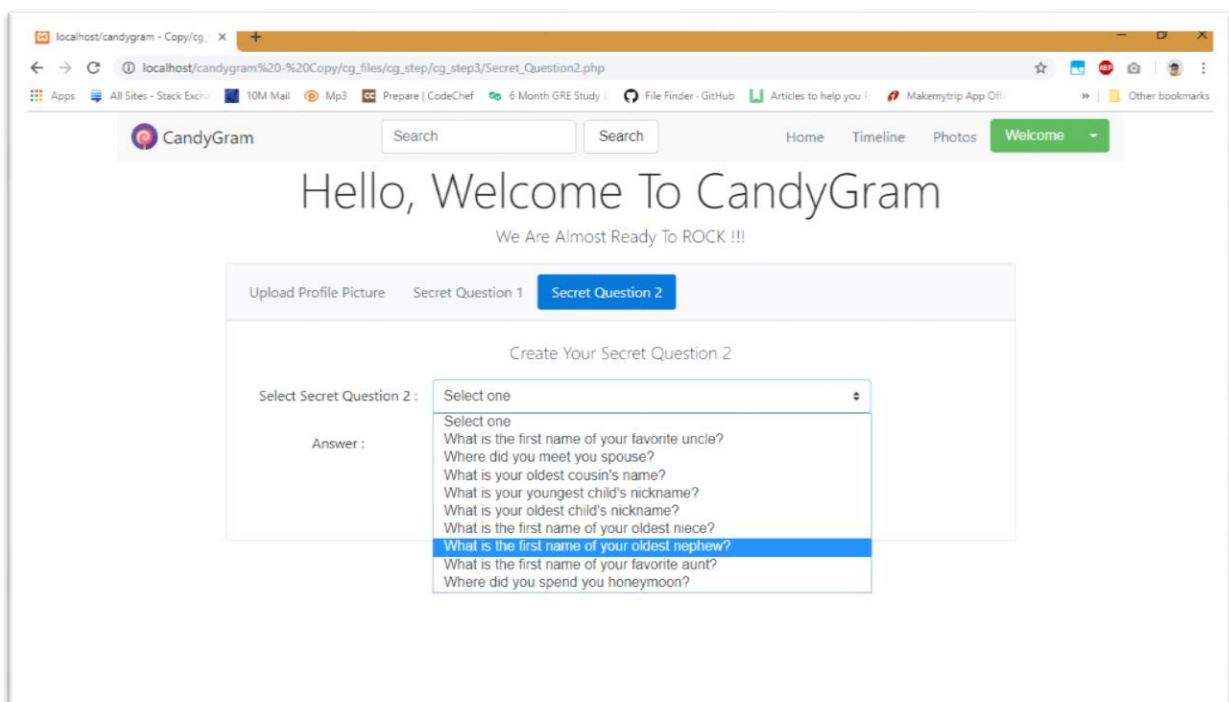 localhost/candygram - Copy/cg_
localhost/candygram%20-%20Copy/cg_files/cg_step/cg_step3/Secret_Question2.php
Apps All Sites - Stack Excha 10M Mail Mp3 CC Prepare | CodeChef 6 Month GRE Study File Finder - GitHub Articles to help you Makemytrip App Offi » Other bookmarks
CandyGram Search Search Home Timeline Photos Welcome
Hello, Welcome To CandyGram
We Are Almost Ready To ROCK !!!
Upload Profile Picture Secret Question 1 Secret Question 2
Create Your Secret Question 2
Select Secret Question 2 : Select one
Select one
Answer : What is the first name of your favorite uncle?
Where did you meet you spouse?
What is your oldest cousin's name?
What is your youngest child's nickname?
What is your oldest child's nickname?
What is the first name of your oldest niece?
What is the first name of your oldest nephew?
What is the first name of your favorite aunt?
Where did you spend you honeymoon?